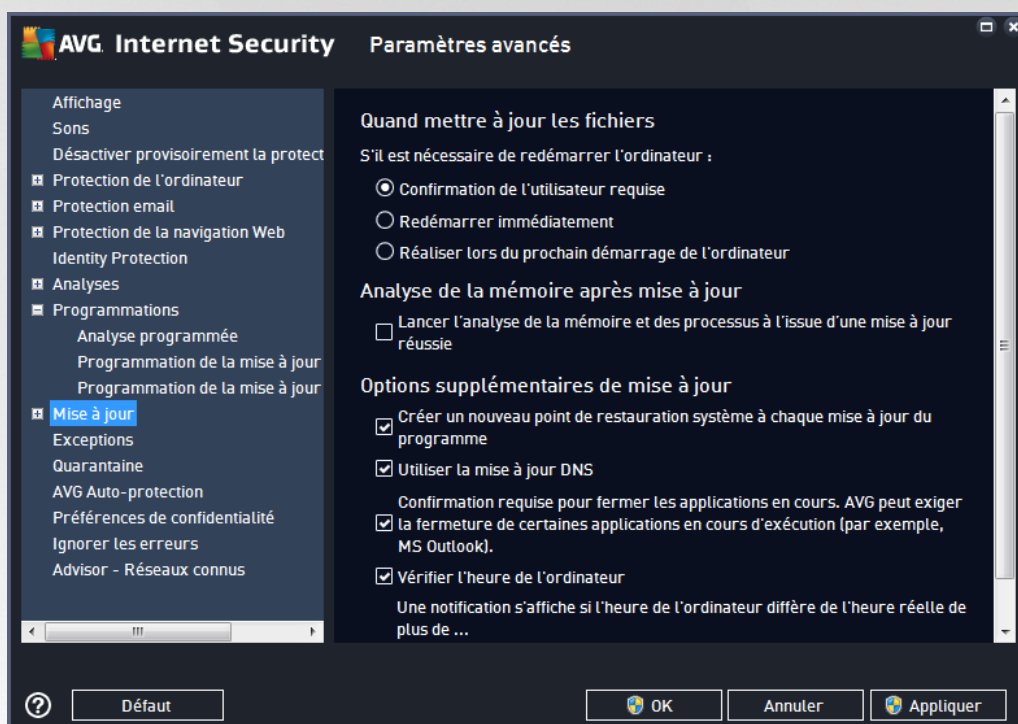 AVG. Internet Security
Paramètres avancés
Affichage
Sons
Désactiver provisoirement la protect
Protection de l'ordinateur
Protection email
Protection de la navigation Web
Identity Protection
Analyses
Programmations
Analyse programmée
Programmation de la mise à jour
Programmation de la mise à jour
Mise à jour
Exceptions
Quarantaine
AVG Auto-protection
Préférences de confidentialité
Ignorer les erreurs
Advisor - Réseaux connus
Quand mettre à jour les fichiers
S'il est nécessaire de redémarrer l'ordinateur :
Confirmation de l'utilisateur requise
Redémarrer immédiatement
Réaliser lors du prochain démarrage de l'ordinateur
Analyse de la mémoire après mise à jour
Lancer l'analyse de la mémoire et des processus à l'issue d'une mise à jour
réussie
Options supplémentaires de mise à jour
Créer un nouveau point de restauration système à chaque mise à jour du
programme
Utiliser la mise à jour DNS
Confirmation requise pour fermer les applications en cours. AVG peut exiger
la fermeture de certaines applications en cours d'exécution (par exemple,
MS Outlook).
Vérifier l'heure de l'ordinateur
Une notification s'affiche si l'heure de l'ordinateur diffère de l'heure réelle de
plus de ...
?
Défaut
OK
Annuler
Appliquer